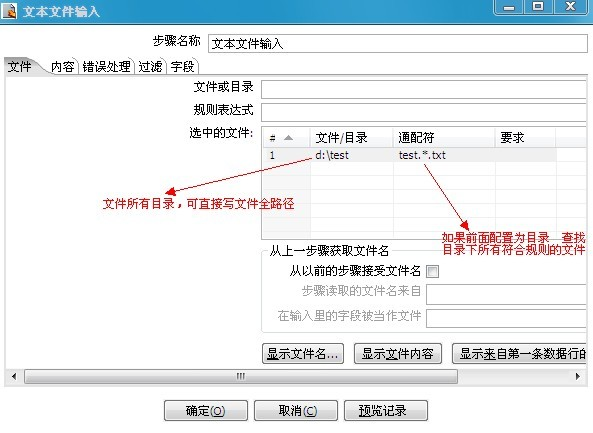 文本文件输入
步骤名称 文本文件输入
文件 内容 错误处理 过滤 字段
文件或目录
规则表达式
选中的文件:
# 文件/目录 通配符 要求
1 d:\test test.*.txt
文件所有目录，可直接写文件全路径
如果前面配置为目录 查找
目录下所有符合规则的文件
从上一步骤获取文件名
从以前的步骤接受文件名
步骤读取的文件名来自
在输入里的字段被当作文件
显示文件名... 显示文件内容 显示来自第一条数据行的
确定(O) 取消(C) 预览记录